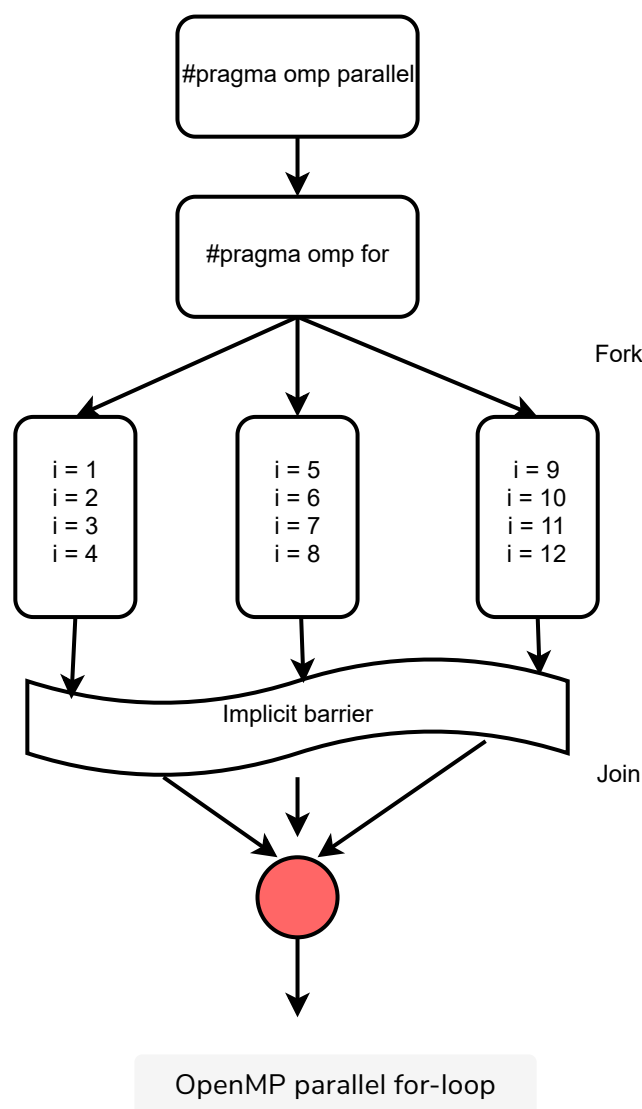 #pragma omp parallel
#pragma omp for
Fork
i = 1
i = 2
i = 3
i = 4
i = 5
i = 6
i = 7
i = 8
i = 9
i = 10
i = 11
i = 12
Implicit barrier
Join
OpenMP parallel for-loop